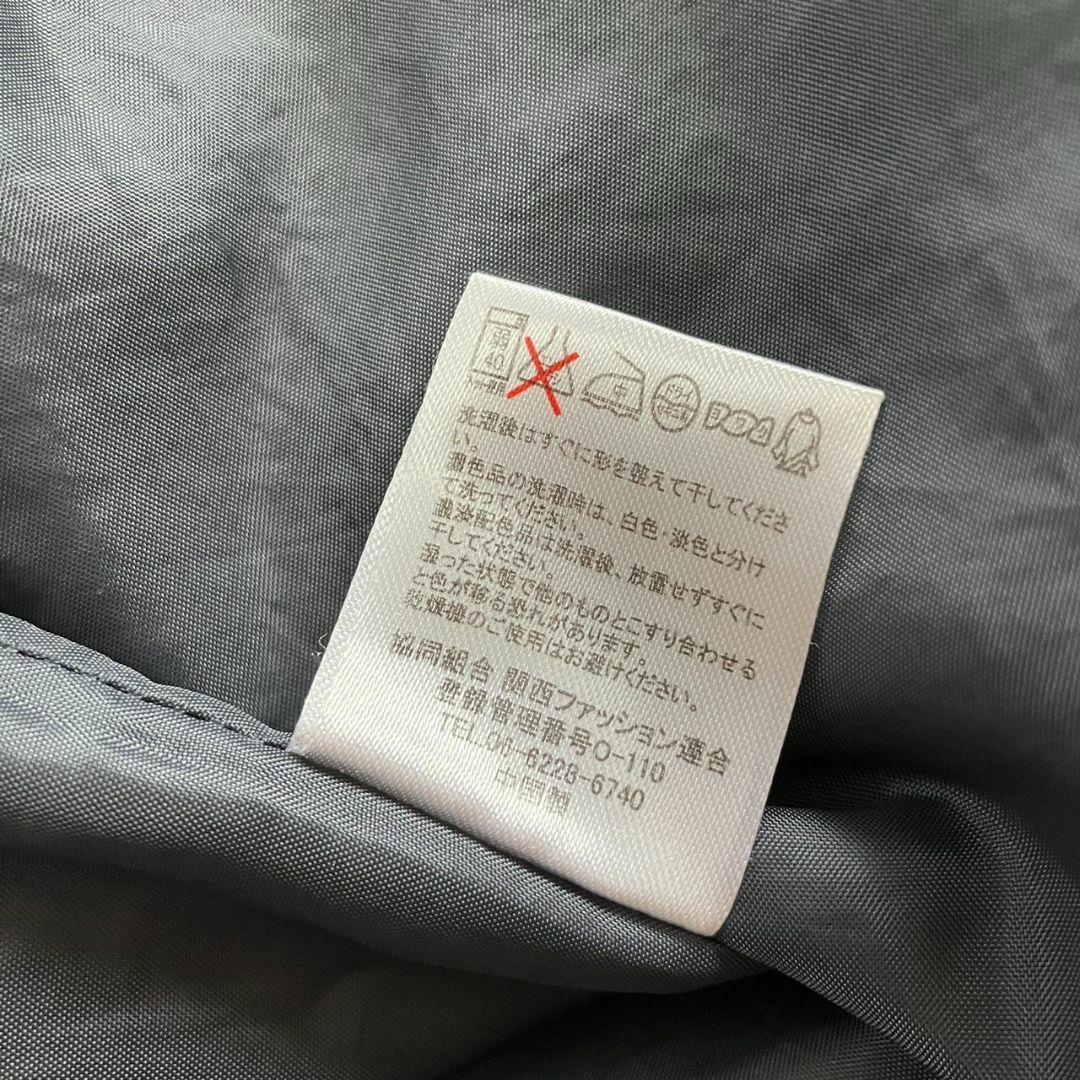 弱
40
洗濯後はすぐに形を整えて干してくださ
い。
濃色品の洗濯時は、白色・淡色と分け
て洗ってください。
濃淡配色品は洗濯後、放置せずすぐに
干してください。
湿った状態で他のものとこすり合わせる
と色が移る恐れがあります。
乾燥機のご使用はお避けください。
協同組合 関西ファッション連合
登録管理番号O-110
TEL.06-6228-6740
中国製